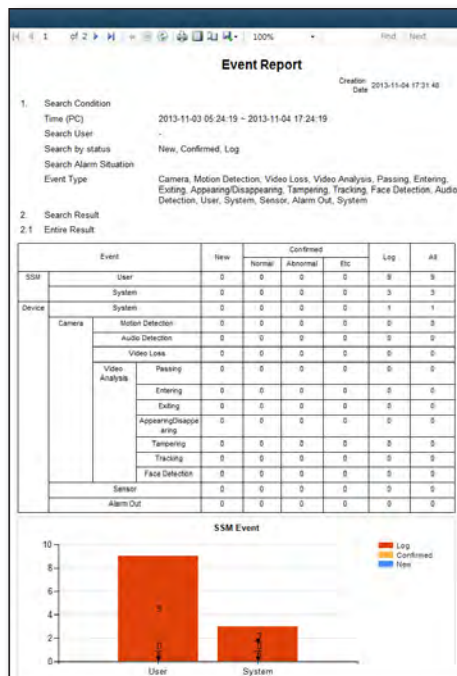 1 of 2 100% Find Next
Event Report
Creation Date 2013-11-04 17:31:48
1. Search Condition
Time (PC) 2013-11-03 05:24:19 ~ 2013-11-04 17:24:19
Search User -
Search by status New, Confirmed, Log
Search Alarm Situation
Event Type Camera, Motion Detection, Video Loss, Video Analysis, Passing, Entering,
Exiting, Appearing/Disappearing, Tampering, Tracking, Face Detection, Audio
Detection, User, System, Sensor, Alarm Out, System
2. Search Result
2.1 Entire Result
Event New Confirmed Log All
Normal Abnormal Etc
SSM User 0 0 0 0 9 9
System 0 0 0 0 3 3
Device System 0 0 0 0 1 1
Camera Motion Detection 0 0 0 0 0 0
Audio Detection 0 0 0 0 0 0
Video Loss 0 0 0 0 0 0
Video Analysis Passing 0 0 0 0 0 0
Entering 0 0 0 0 0 0
Exiting 0 0 0 0 0 0
AppearingDisappearing 0 0 0 0 0 0
Tampering 0 0 0 0 0 0
Tracking 0 0 0 0 0 0
Face Detection 0 0 0 0 0 0
Sensor 0 0 0 0 0 0
Alarm Out 0 0 0 0 0 0
SSM Event
10
8
6
4
2
0
9
0
User System
Log
Confirmed
New